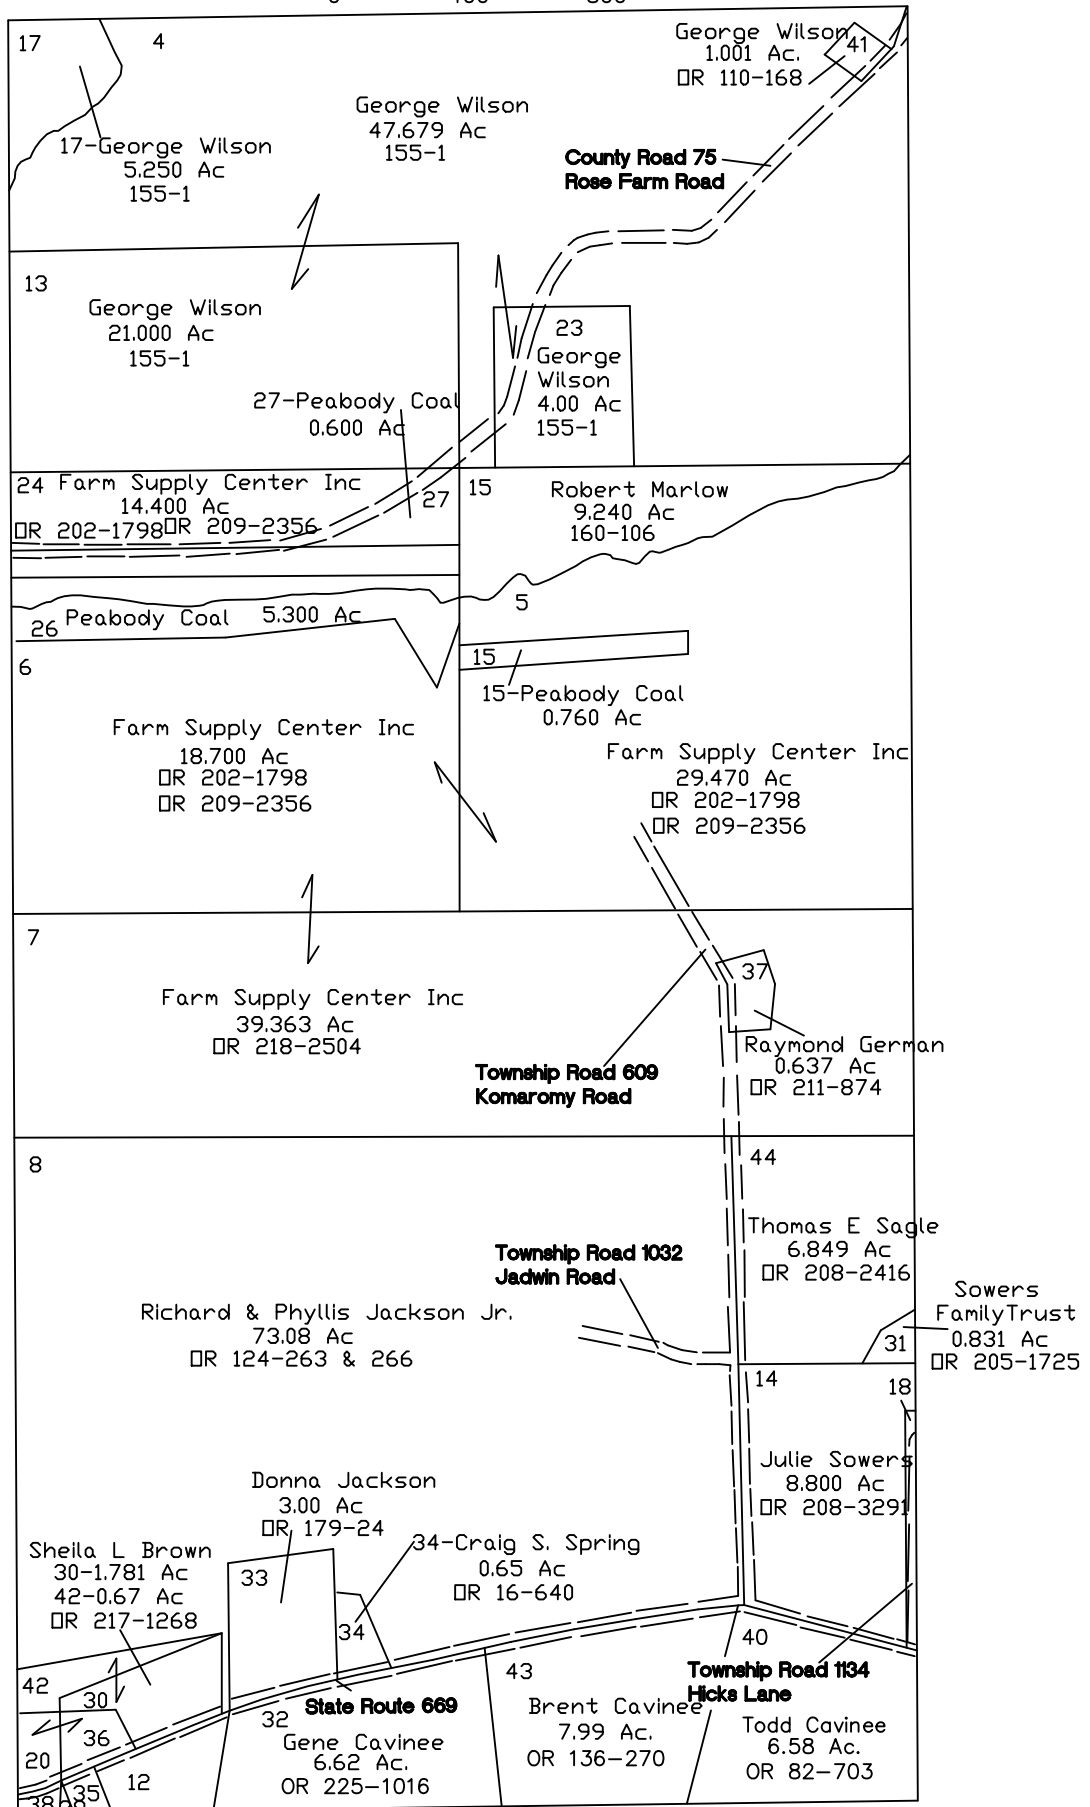 17
4
George Wilson
1.001 Ac.
OR 110-168
41
George Wilson
47.679 Ac
155-1
17-George Wilson
5.250 Ac
155-1
County Road 75
Rose Farm Road
13
George Wilson
21.000 Ac
155-1
23
George
Wilson
4.00 Ac
155-1
27-Peabody Coal
0.600 Ac
24 Farm Supply Center Inc
14.400 Ac
OR 202-1798 OR 209-2356
27
15
Robert Marlow
9.240 Ac
160-106
5
26 Peabody Coal 5.300 Ac
6
15
15-Peabody Coal
0.760 Ac
Farm Supply Center Inc
18.700 Ac
OR 202-1798
OR 209-2356
Farm Supply Center Inc
29.470 Ac
OR 202-1798
OR 209-2356
7
37
Farm Supply Center Inc
39.363 Ac
OR 218-2504
Raymond German
0.637 Ac
OR 211-874
Township Road 609
Komaromy Road
8
44
Thomas E Sagle
6.849 Ac
OR 208-2416
Township Road 1032
Jadwin Road
Sowers
FamilyTrust
0.831 Ac
OR 205-1725
31
Richard & Phyllis Jackson Jr.
73.08 Ac
OR 124-263 & 266
14
18
Julie Sowers
8.800 Ac
OR 208-3291
Donna Jackson
3.00 Ac
OR 179-24
34-Craig S. Spring
0.65 Ac
OR 16-640
Sheila L Brown
30-1.781 Ac
42-0.67 Ac
OR 217-1268
33
34
40
42
30
43
Township Road 1134
Hicks Lane
State Route 669
32
36
Gene Cavinee
6.62 Ac.
OR 225-1016
Brent Cavinee
7.99 Ac.
OR 136-270
Todd Cavinee
6.58 Ac.
OR 82-703
20
12
35
38